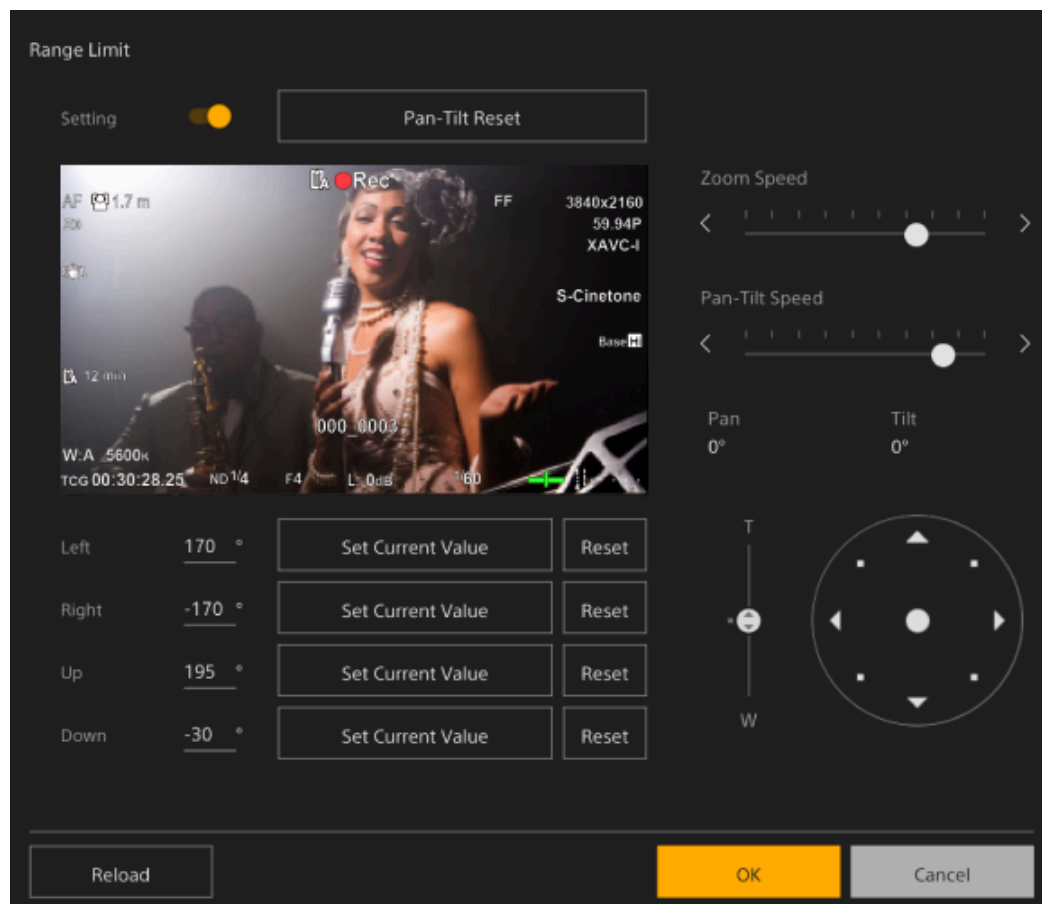 Range Limit
Setting
Pan-Tilt Reset
AF 1.7 m
Rec
FF
3840x2160
59.94P
XAVC-I
S-Cinetone
Base HI
12 min
000_0003
W:A 5600K
TCG 00:30:28.25 ND 1/4 F4 L: 0dB 1/60
Zoom Speed
Pan-Tilt Speed
Pan Tilt
0° 0°
Left 170 ° Set Current Value Reset
Right -170 ° Set Current Value Reset
Up 195 ° Set Current Value Reset
Down -30 ° Set Current Value Reset
T
W
Reload OK Cancel